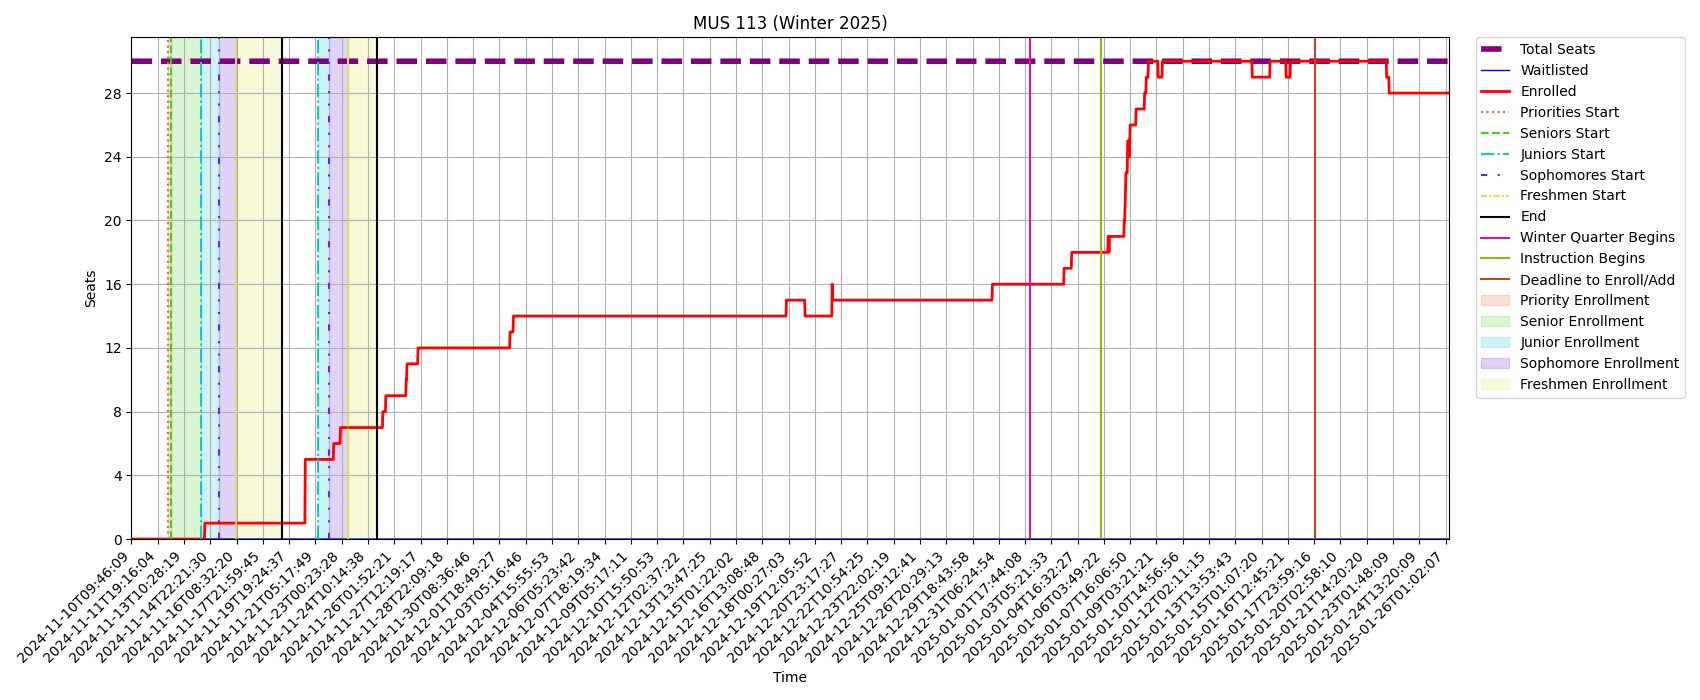 MUS 113 (Winter 2025)
Seats
28
24
20
16
12
8
4
0
2024-11-10T09:46:09
2024-11-11T19:16:04
2024-11-13T10:28:19
2024-11-14T22:21:30
2024-11-16T08:32:20
2024-11-17T21:59:45
2024-11-19T19:24:37
2024-11-21T05:17:49
2024-11-23T00:23:28
2024-11-24T10:14:38
2024-11-26T01:52:21
2024-11-27T12:19:17
2024-11-28T22:09:18
2024-11-30T08:36:46
2024-12-01T18:49:27
2024-12-03T05:16:46
2024-12-04T15:55:53
2024-12-06T05:23:42
2024-12-07T18:19:34
2024-12-09T05:17:11
2024-12-10T15:50:53
2024-12-12T02:37:22
2024-12-13T13:47:25
2024-12-15T01:22:02
2024-12-16T13:08:48
2024-12-18T00:27:03
2024-12-19T12:05:52
2024-12-20T23:17:27
2024-12-22T10:54:25
2024-12-23T22:02:19
2024-12-25T09:12:41
2024-12-26T20:29:13
2024-12-29T18:43:58
2024-12-31T06:24:54
2025-01-01T17:44:08
2025-01-03T05:21:33
2025-01-04T16:32:27
2025-01-06T03:49:22
2025-01-07T16:06:50
2025-01-09T03:21:21
2025-01-10T14:56:56
2025-01-12T02:11:15
2025-01-13T13:53:43
2025-01-15T01:07:20
2025-01-16T12:45:21
2025-01-17T23:59:16
2025-01-20T02:58:10
2025-01-21T14:20:20
2025-01-23T01:48:09
2025-01-24T13:20:09
2025-01-26T01:02:07
Time
Total Seats
Waitlisted
Enrolled
Priorities Start
Seniors Start
Juniors Start
Sophomores Start
Freshmen Start
End
Winter Quarter Begins
Instruction Begins
Deadline to Enroll/Add
Priority Enrollment
Senior Enrollment
Junior Enrollment
Sophomore Enrollment
Freshmen Enrollment